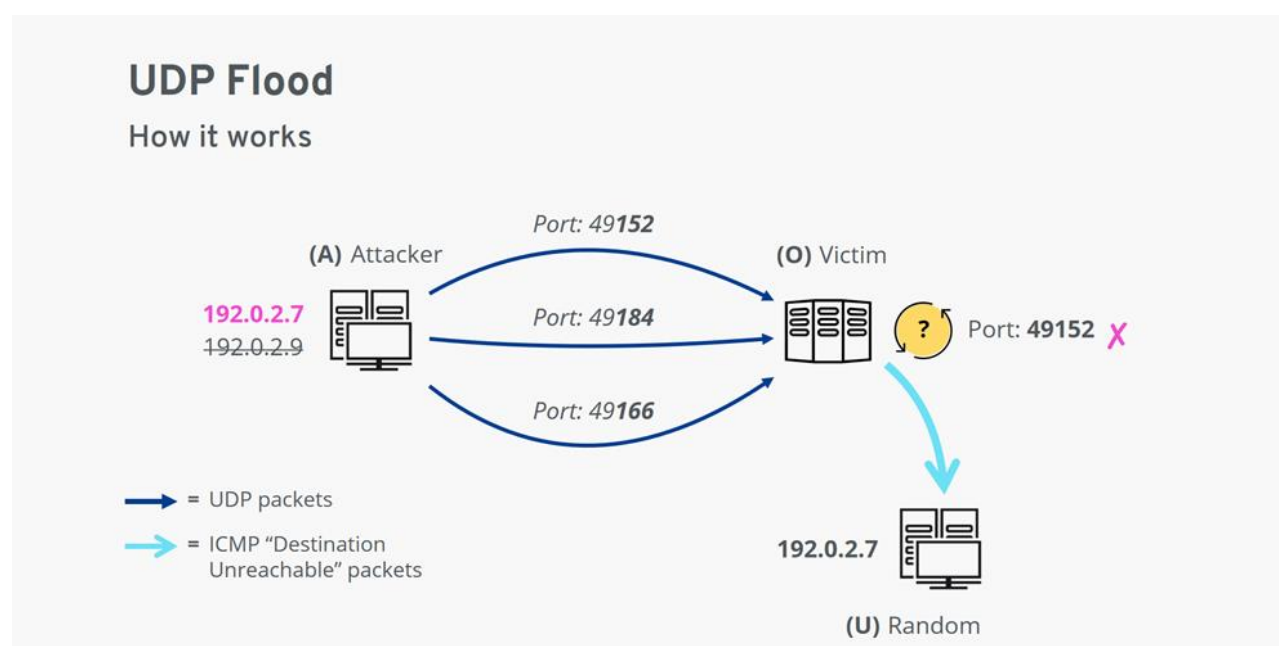 UDP Flood
How it works
Port: 49152
(A) Attacker
(O) Victim
192.0.2.7
192.0.2.9
Port: 49184
?
Port: 49152 X
Port: 49166
= UDP packets
= ICMP “Destination
Unreachable” packets
192.0.2.7
(U) Random